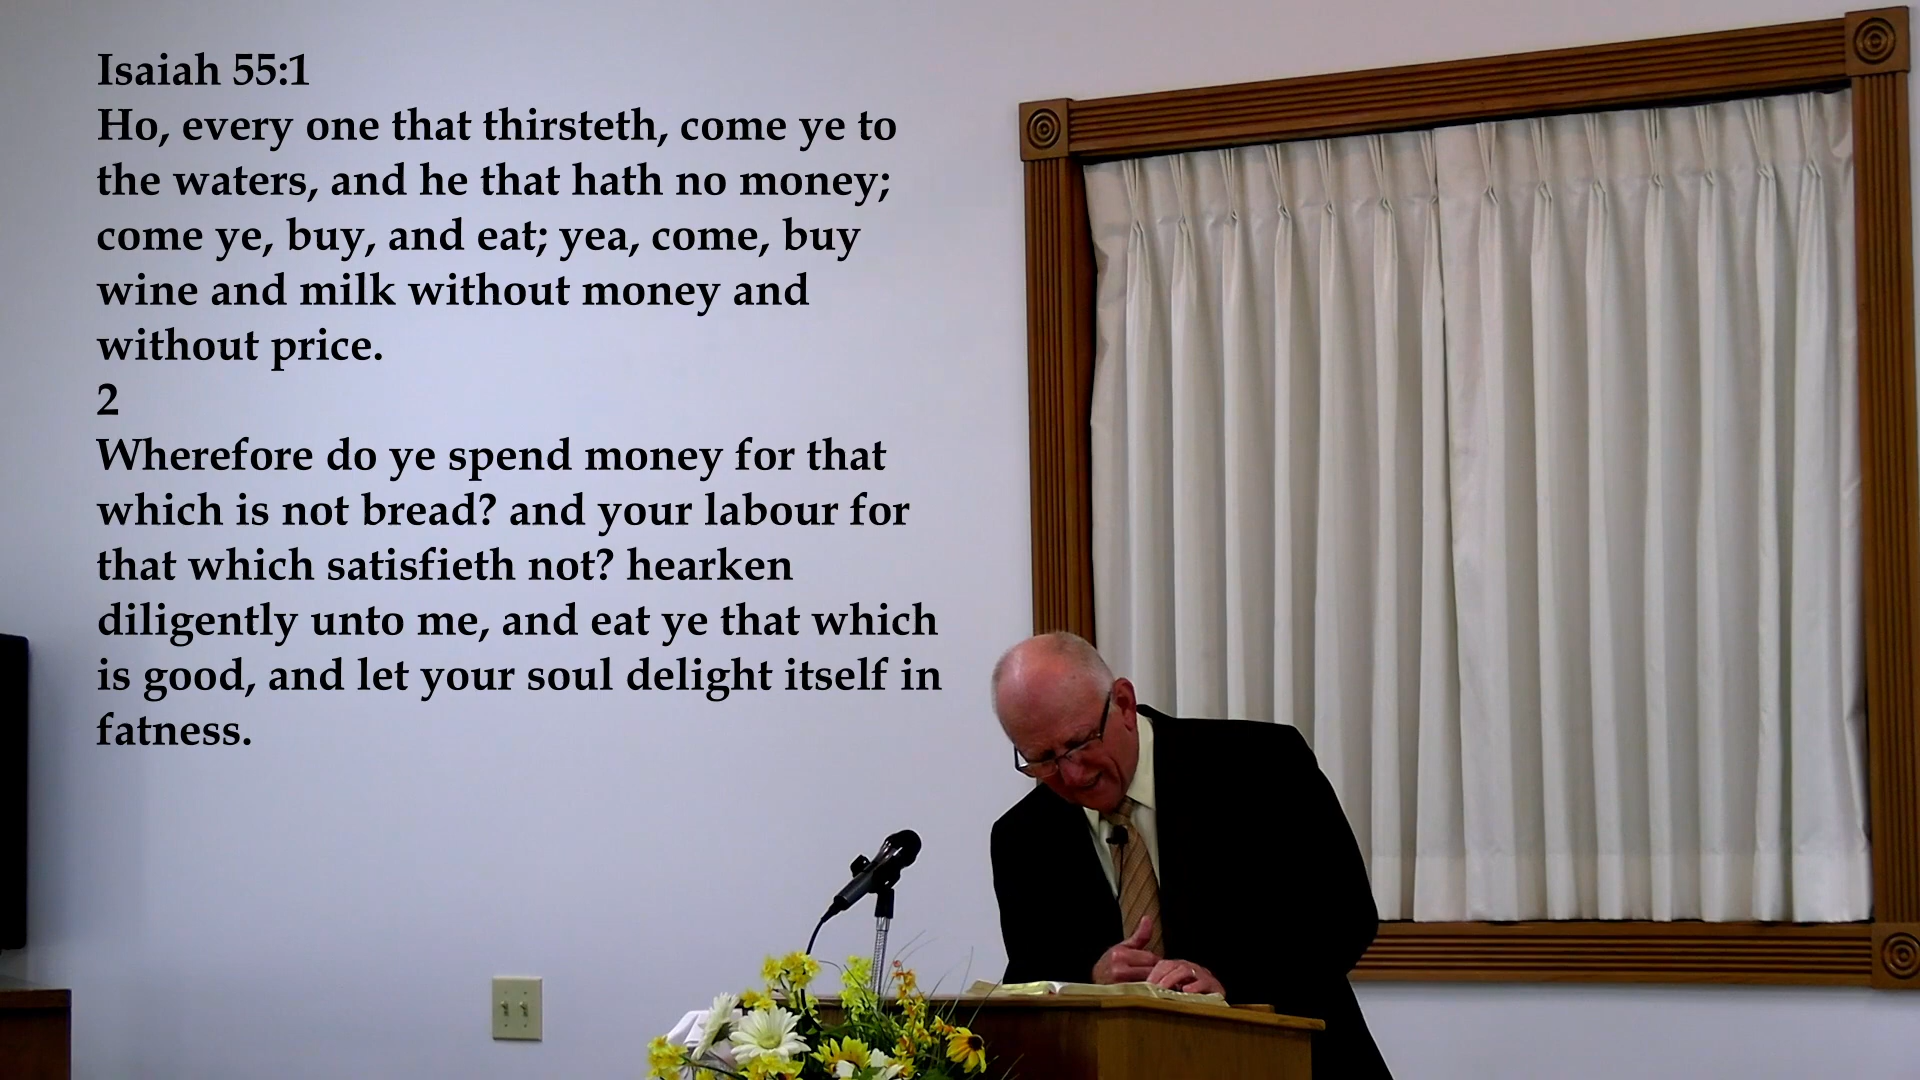 Isaiah 55:1
Ho, every one that thirsteth, come ye to
the waters, and he that hath no money;
come ye, buy, and eat; yea, come, buy
wine and milk without money and
without price.
2
Wherefore do ye spend money for that
which is not bread? and your labour for
that which satisfieth not? hearken
diligently unto me, and eat ye that which
is good, and let your soul delight itself in
fatness.